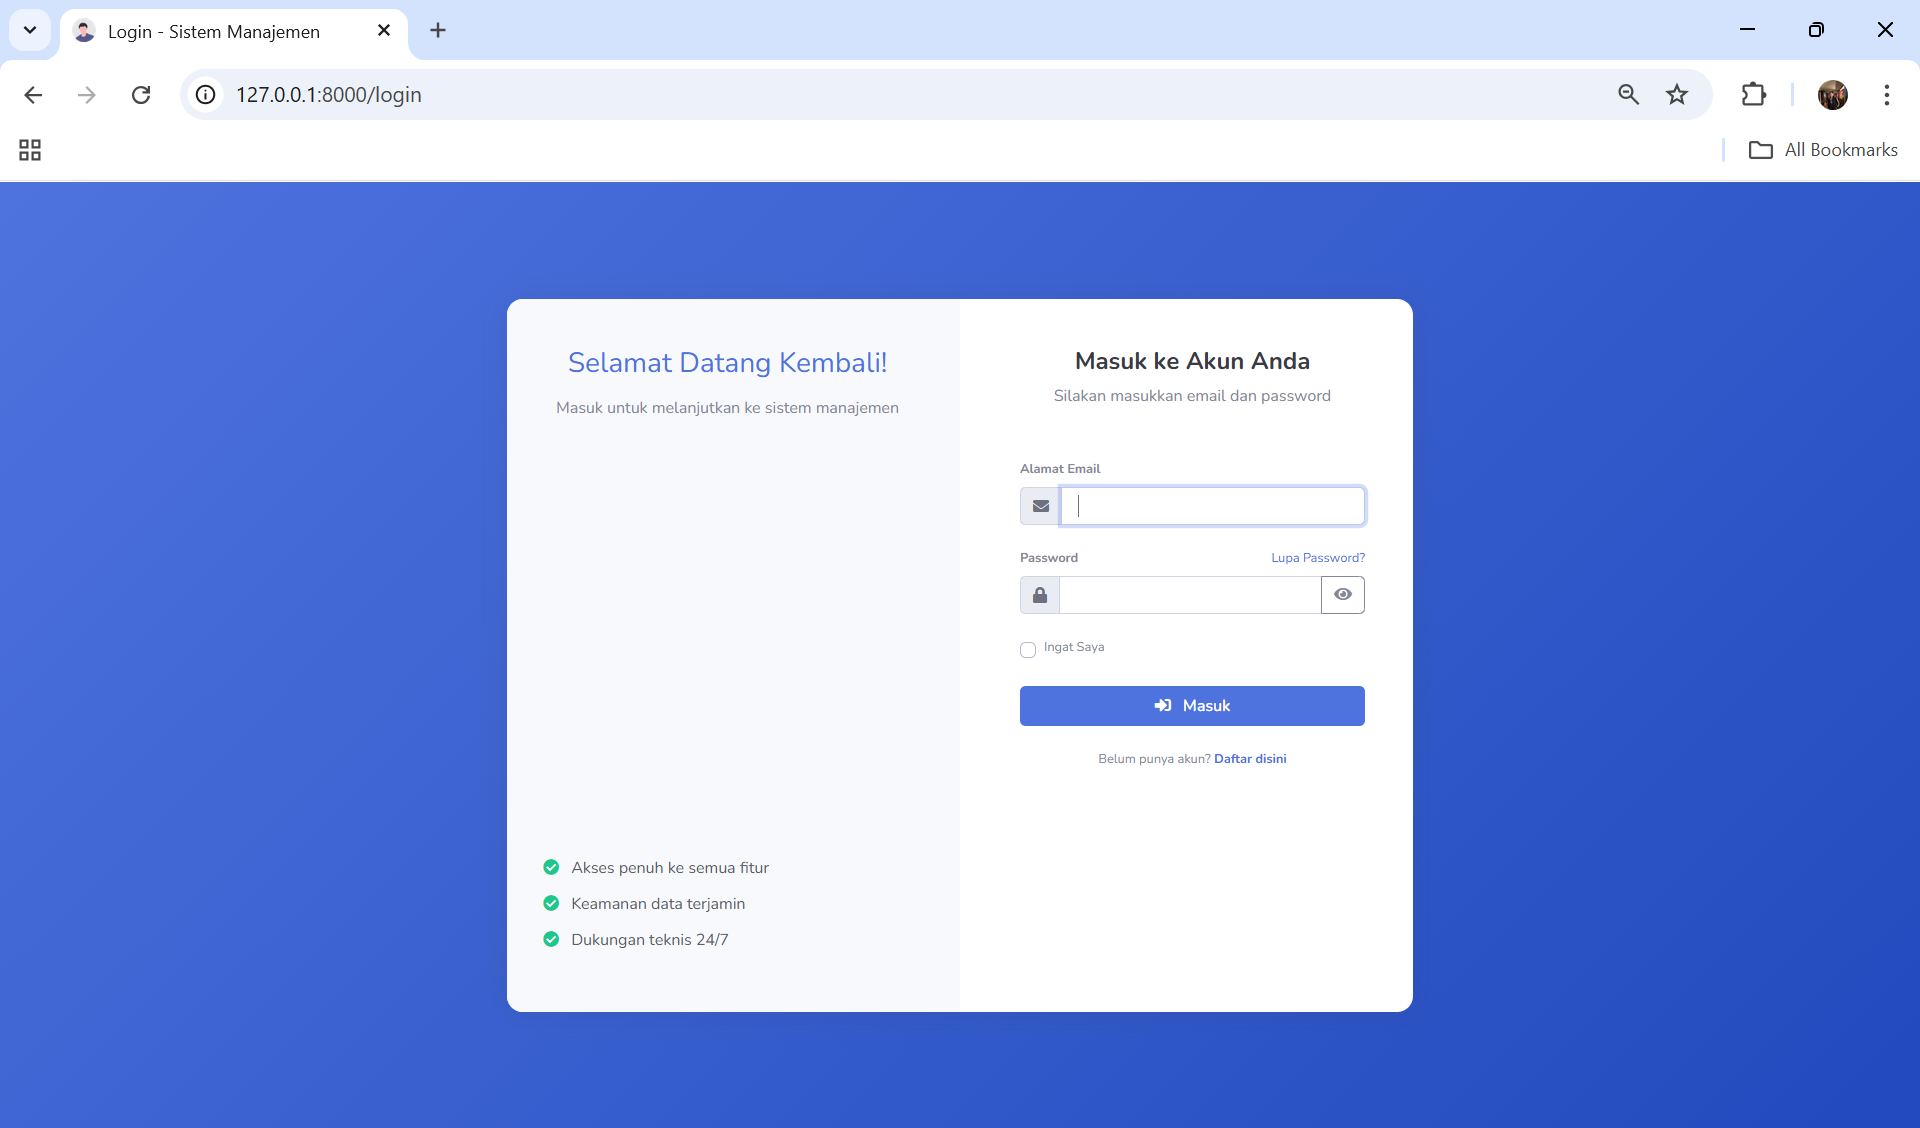 Login - Sistem Manajemen
127.0.0.1:8000/login
All Bookmarks
Selamat Datang Kembali!
Masuk untuk melanjutkan ke sistem manajemen
Akses penuh ke semua fitur
Keamanan data terjamin
Dukungan teknis 24/7
Masuk ke Akun Anda
Silakan masukkan email dan password
Alamat Email
Password
Lupa Password?
Ingat Saya
Masuk
Belum punya akun? Daftar disini